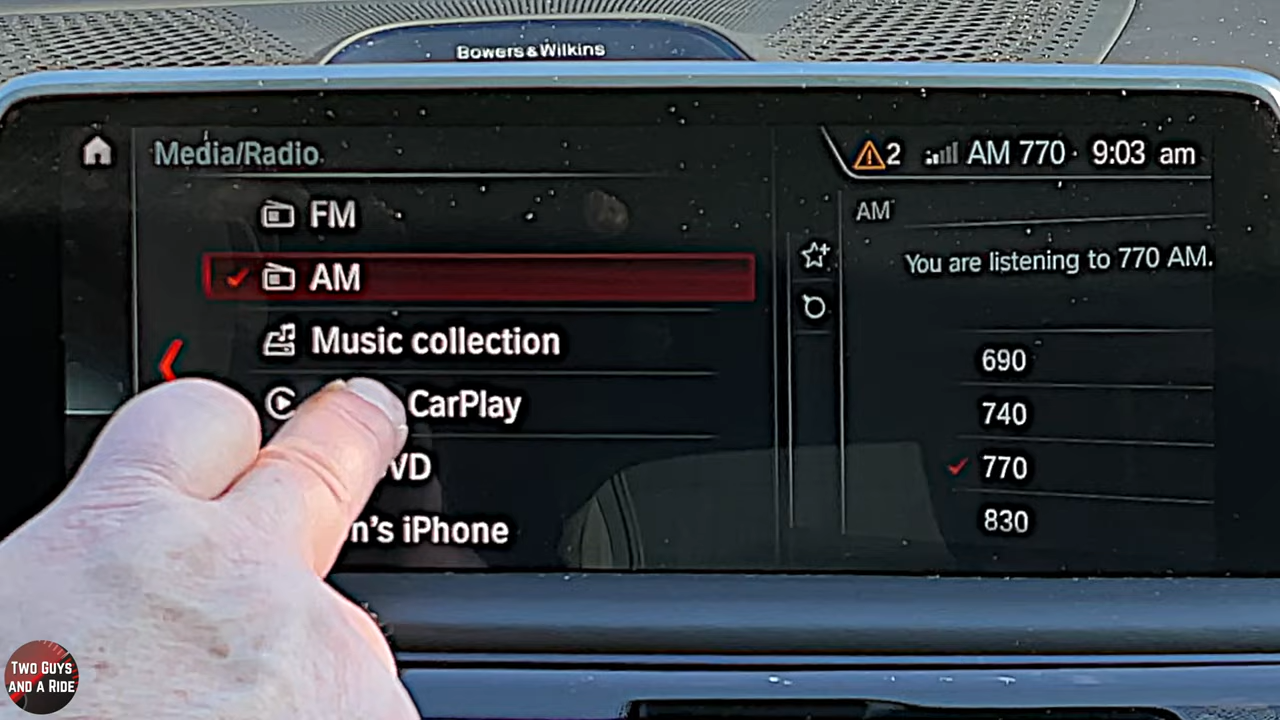 Bowers & Wilkins
Media/Radio
2
AM 770
9:03 am
FM
AM
Music collection
CarPlay
VD
n's iPhone
AM
You are listening to 770 AM.
690
740
770
830
TWO GUYS
AND A RIDE